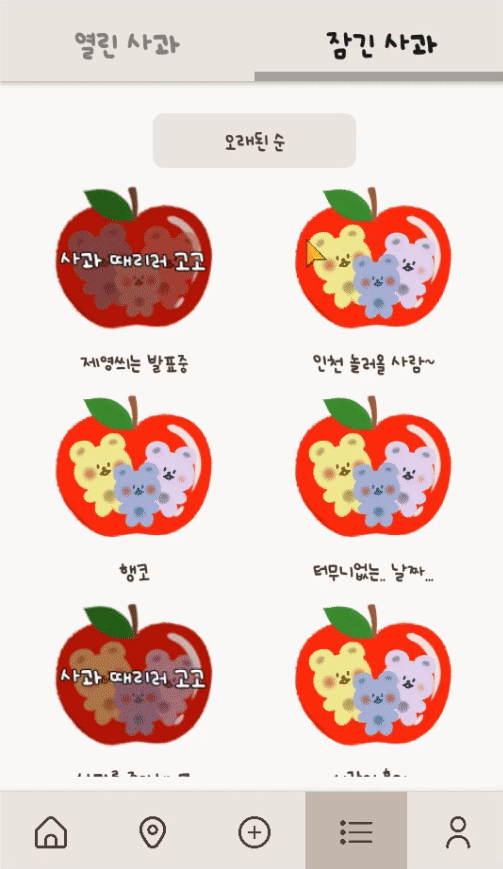 열린 사과
잠긴 사과
오래된 순
사과 때리러 고고
제영쓰는 발표중
인천 놀러올 사람~
행코
터무니없는.. 날짜...
사과 때리러 고고